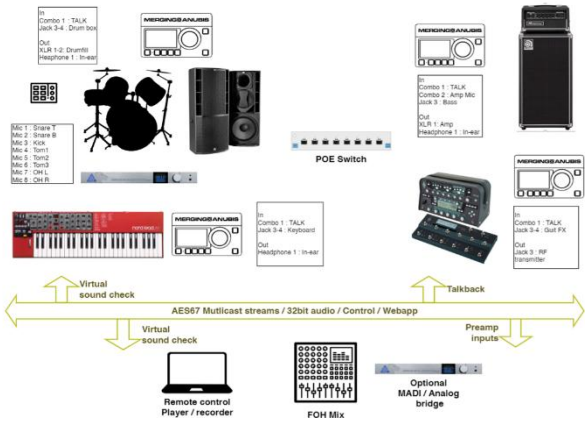 In
Combo 1 : TALK
Jack 3-4 : Drum box
Out
XLR 1-2: Drumfill
Heaphone 1 : In-ear
MERGING⊕ANUBIS
MERGING⊕ANUBIS
In
Combo 1 : TALK
Combo 2 : Amp Mic
Jack 3 : Bass
Out
XLR 1: Amp
Headphone 1 : In-ear
Mic 1 : Snare T
Mic 2 : Snare B
Mic 3 : Kick
Mic 4 : Tom1
Mic 5 : Tom2
Mic 6 : Tom3
Mic 7 : OH L
Mic 8 : OH R
POE Switch
MERGING⊕ANUBIS
In
Combo 1 : TALK
Jack 3-4 : Keyboard
Out
Headphone 1 : In-ear
MERGING⊕ANUBIS
In
Combo 1 : TALK
Jack 3-4 : Guit FX
Out
Jack 3 : RF
transmitter
Virtual
sound check
Talkback
AES67 Mutlicast streams / 32bit audio / Control / Webapp
Virtual
sound check
Preamp
inputs
Remote control
Player / recorder
FOH Mix
Optional
MADI / Analog
bridge